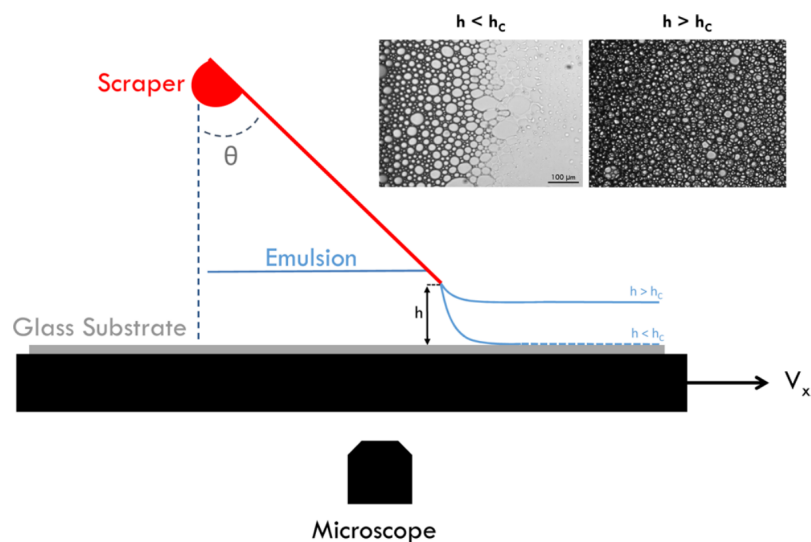 h < hc
h > hc
Scraper
θ
100 µm
Emulsion
h > hc
h
Glass Substrate
h < hc
Vx
Microscope